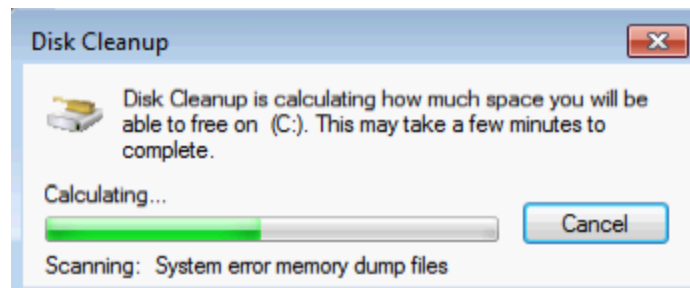 Disk Cleanup
Disk Cleanup is calculating how much space you will be
able to free on  (C:). This may take a few minutes to
complete.
Calculating...
Cancel
Scanning:   System error memory dump files